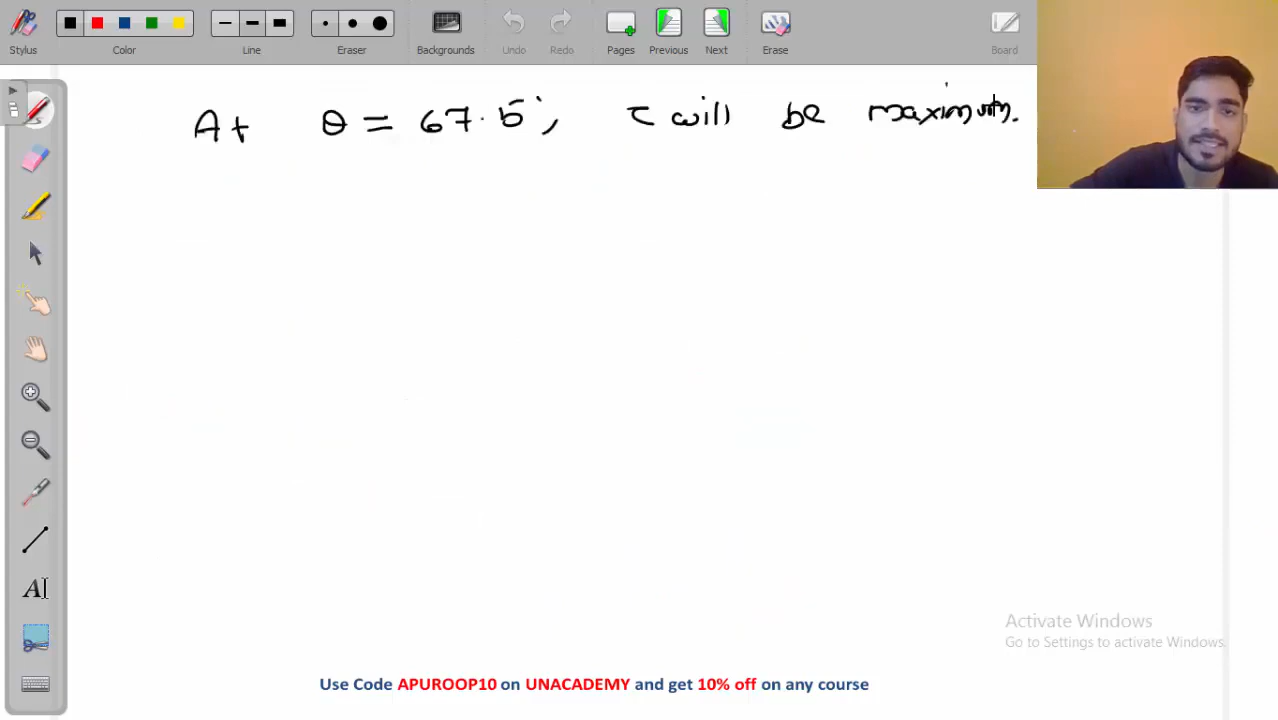 Stylus
Color
Line
Eraser
Backgrounds
Undo
Redo
Pages
Previous
Next
Erase
Board
At θ = 67.5°, τ will be maximum.
AI
Activate Windows
Go to Settings to activate Windows.
Use Code APUROOP10 on UNACADEMY and get 10% off on any course